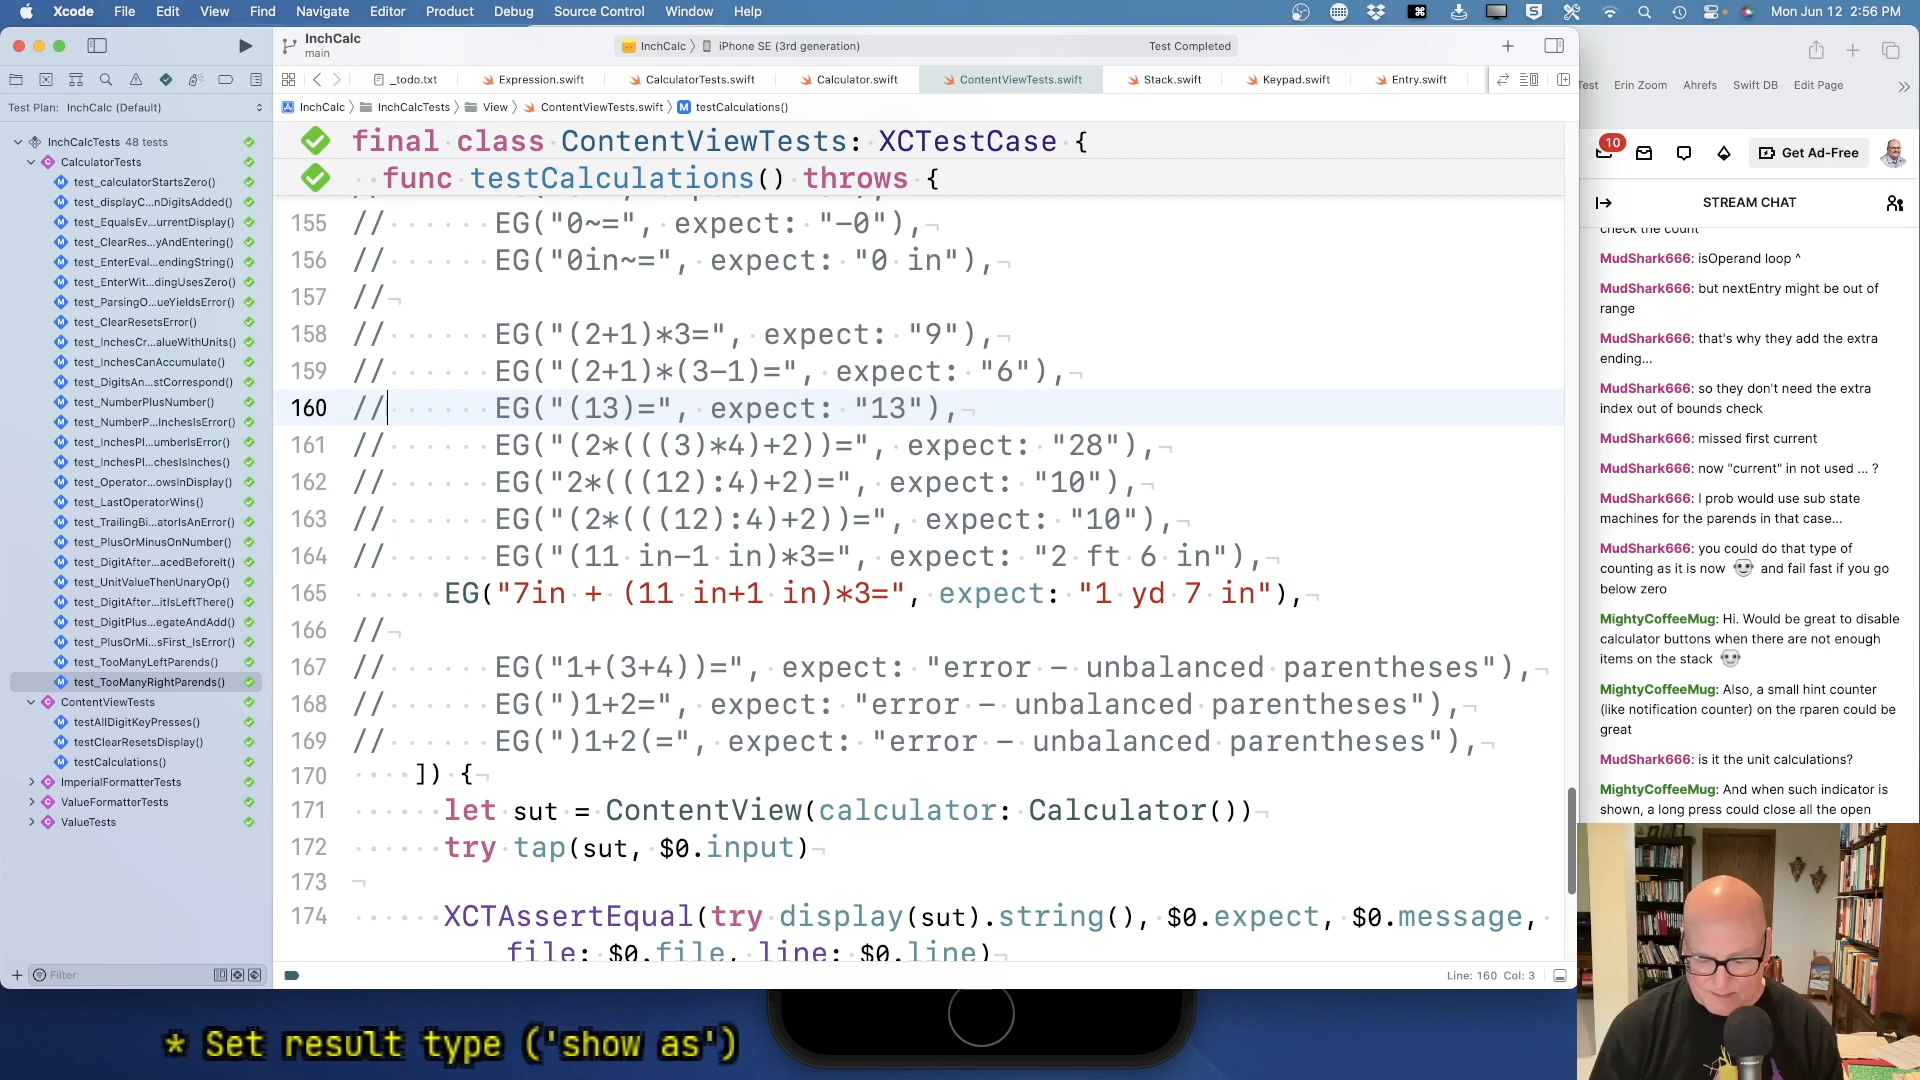 Xcode File Edit View Find Navigate Editor Product Debug Source Control Window Help
Mon Jun 12 2:56 PM
InchCalc
main
InchCalc iPhone SE (3rd generation) Test Completed
_todo.txt Expression.swift CalculatorTests.swift Calculator.swift ContentViewTests.swift Stack.swift Keypad.swift Entry.swift
Test Plan: InchCalc (Default)
InchCalc InchCalcTests View ContentViewTests.swift M testCalculations()
InchCalcTests 48 tests
CalculatorTests
test_calculatorStartsZero()
test_displayC...nDigitsAdded()
test_EqualsEv...urrentDisplay()
test_ClearRes...yAndEntering()
test_EnterEval...endingString()
test_EnterWit...dingUsesZero()
test_ParsingO...ueYieldsError()
test_ClearResetsError()
test_InchesCr...alueWithUnits()
test_InchesCanAccumulate()
test_DigitsAn...stCorrespond()
test_NumberPlusNumber()
test_NumberP...InchesIsError()
test_InchesPl...umberIsError()
test_InchesPl...chesIsInches()
test_Operator...owsInDisplay()
test_LastOperatorWins()
test_TrailingBi...atorIsAnError()
test_PlusOrMinusOnNumber()
test_DigitAfter...acedBeforeIt()
test_UnitValueThenUnaryOp()
test_DigitAfter...itIsLeftThere()
test_DigitPlus...egateAndAdd()
test_PlusOrMi...sFirst_IsError()
test_TooManyLeftParends()
test_TooManyRightParends()
ContentViewTests
testAllDigitKeyPresses()
testClearResetsDisplay()
testCalculations()
ImperialFormatterTests
ValueFormatterTests
ValueTests
Filter
final class ContentViewTests: XCTestCase {
func testCalculations() throws {
155 // EG("0~=", expect: "-0"),
156 // EG("0in~=", expect: "0 in"),
157 //
158 // EG("(2+1)*3=", expect: "9"),
159 // EG("(2+1)*(3-1)=", expect: "6"),
160 // EG("(13)=", expect: "13"),
161 // EG("(2*(((3)*4)+2))=", expect: "28"),
162 // EG("2*(((12):4)+2)=", expect: "10"),
163 // EG("(2*(((12):4)+2))=", expect: "10"),
164 // EG("(11 in-1 in)*3=", expect: "2 ft 6 in"),
165 EG("7in + (11 in+1 in)*3=", expect: "1 yd 7 in"),
166 //
167 // EG("1+(3+4))=", expect: "error - unbalanced parentheses"),
168 // EG(")1+2=", expect: "error - unbalanced parentheses"),
169 // EG(")1+2(=", expect: "error - unbalanced parentheses"),
170 ]) {
171 let sut = ContentView(calculator: Calculator())
172 try tap(sut, $0.input)
173
174 XCTAssertEqual(try display(sut).string(), $0.expect, $0.message,
file: $0.file, line: $0.line)
Line: 160 Col: 3
Test Erin Zoom Ahrefs Swift DB Edit Page
10
Get Ad-Free
STREAM CHAT
check the count
MudShark666: isOperand loop ^
MudShark666: but nextEntry might be out of
range
MudShark666: that's why they add the extra
ending...
MudShark666: so they don't need the extra
index out of bounds check
MudShark666: missed first current
MudShark666: now "current" in not used ... ?
MudShark666: I prob would use sub state
machines for the parends in that case...
MudShark666: you could do that type of
counting as it is now and fail fast if you go
below zero
MightyCoffeeMug: Hi. Would be great to disable
calculator buttons when there are not enough
items on the stack
MightyCoffeeMug: Also, a small hint counter
(like notification counter) on the rparen could be
great
MudShark666: is it the unit calculations?
MightyCoffeeMug: And when such indicator is
shown, a long press could close all the open
* Set result type ('show as')